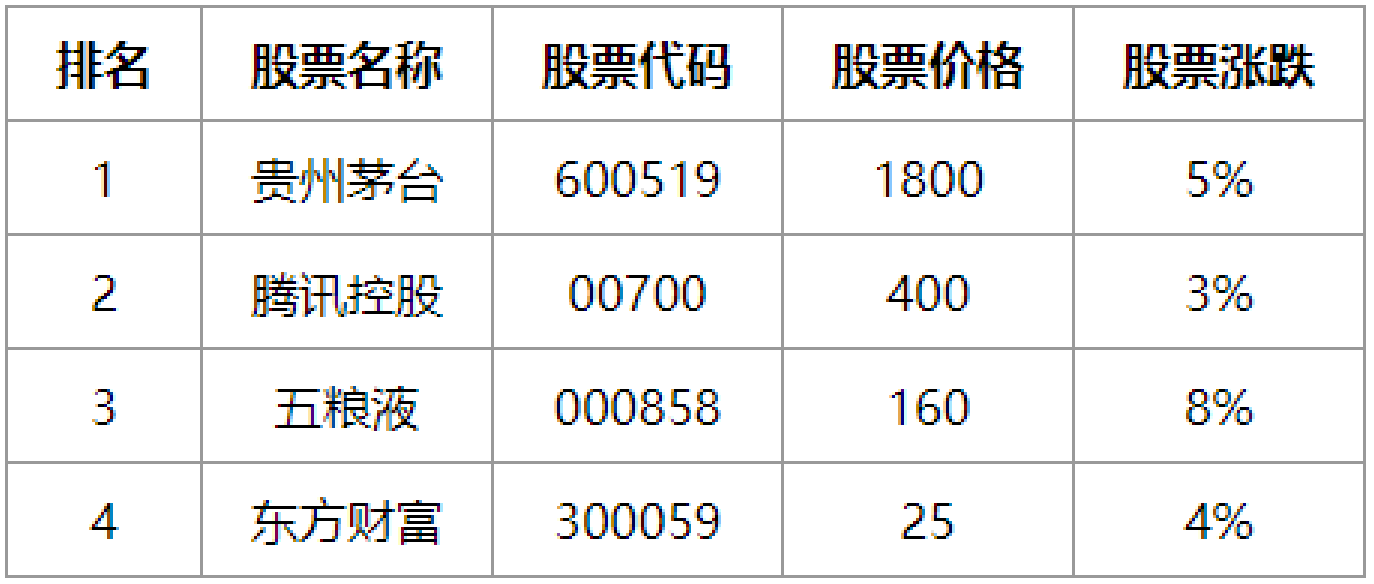 排名 股票名称 股票代码 股票价格 股票涨跌
1 贵州茅台 600519 1800 5%
2 腾讯控股 00700 400 3%
3 五粮液 000858 160 8%
4 东方财富 300059 25 4%